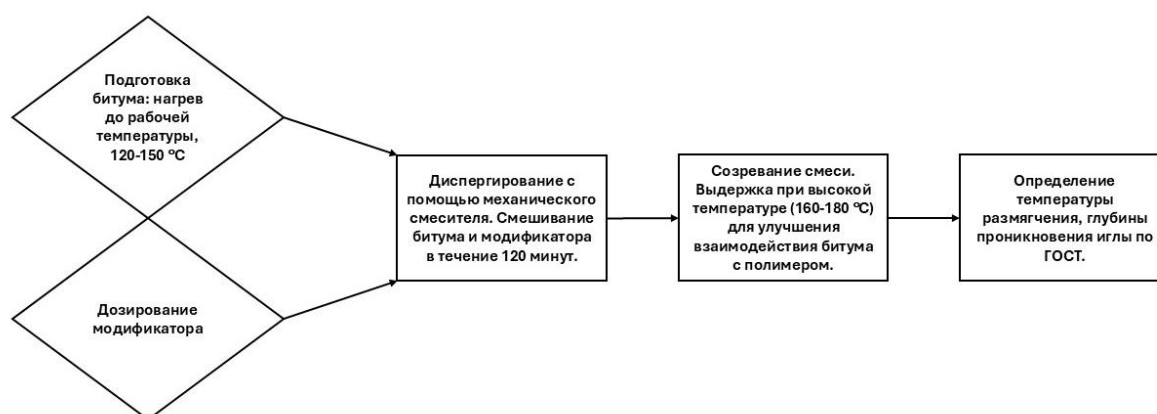 Подготовка
битума: нагрев
до рабочей
температуры,
120-150 ºС
Дозирование
модификатора
Диспергирование с
помощью механического
смесителя. Смешивание
битума и модификатора
в течение 120 минут.
Созревание смеси.
Выдержка при высокой
температуре (160-180 ºС)
для улучшения
взаимодействия битума
с полимером.
Определение
температуры
размягчения, глубины
проникновения иглы по
ГОСТ.